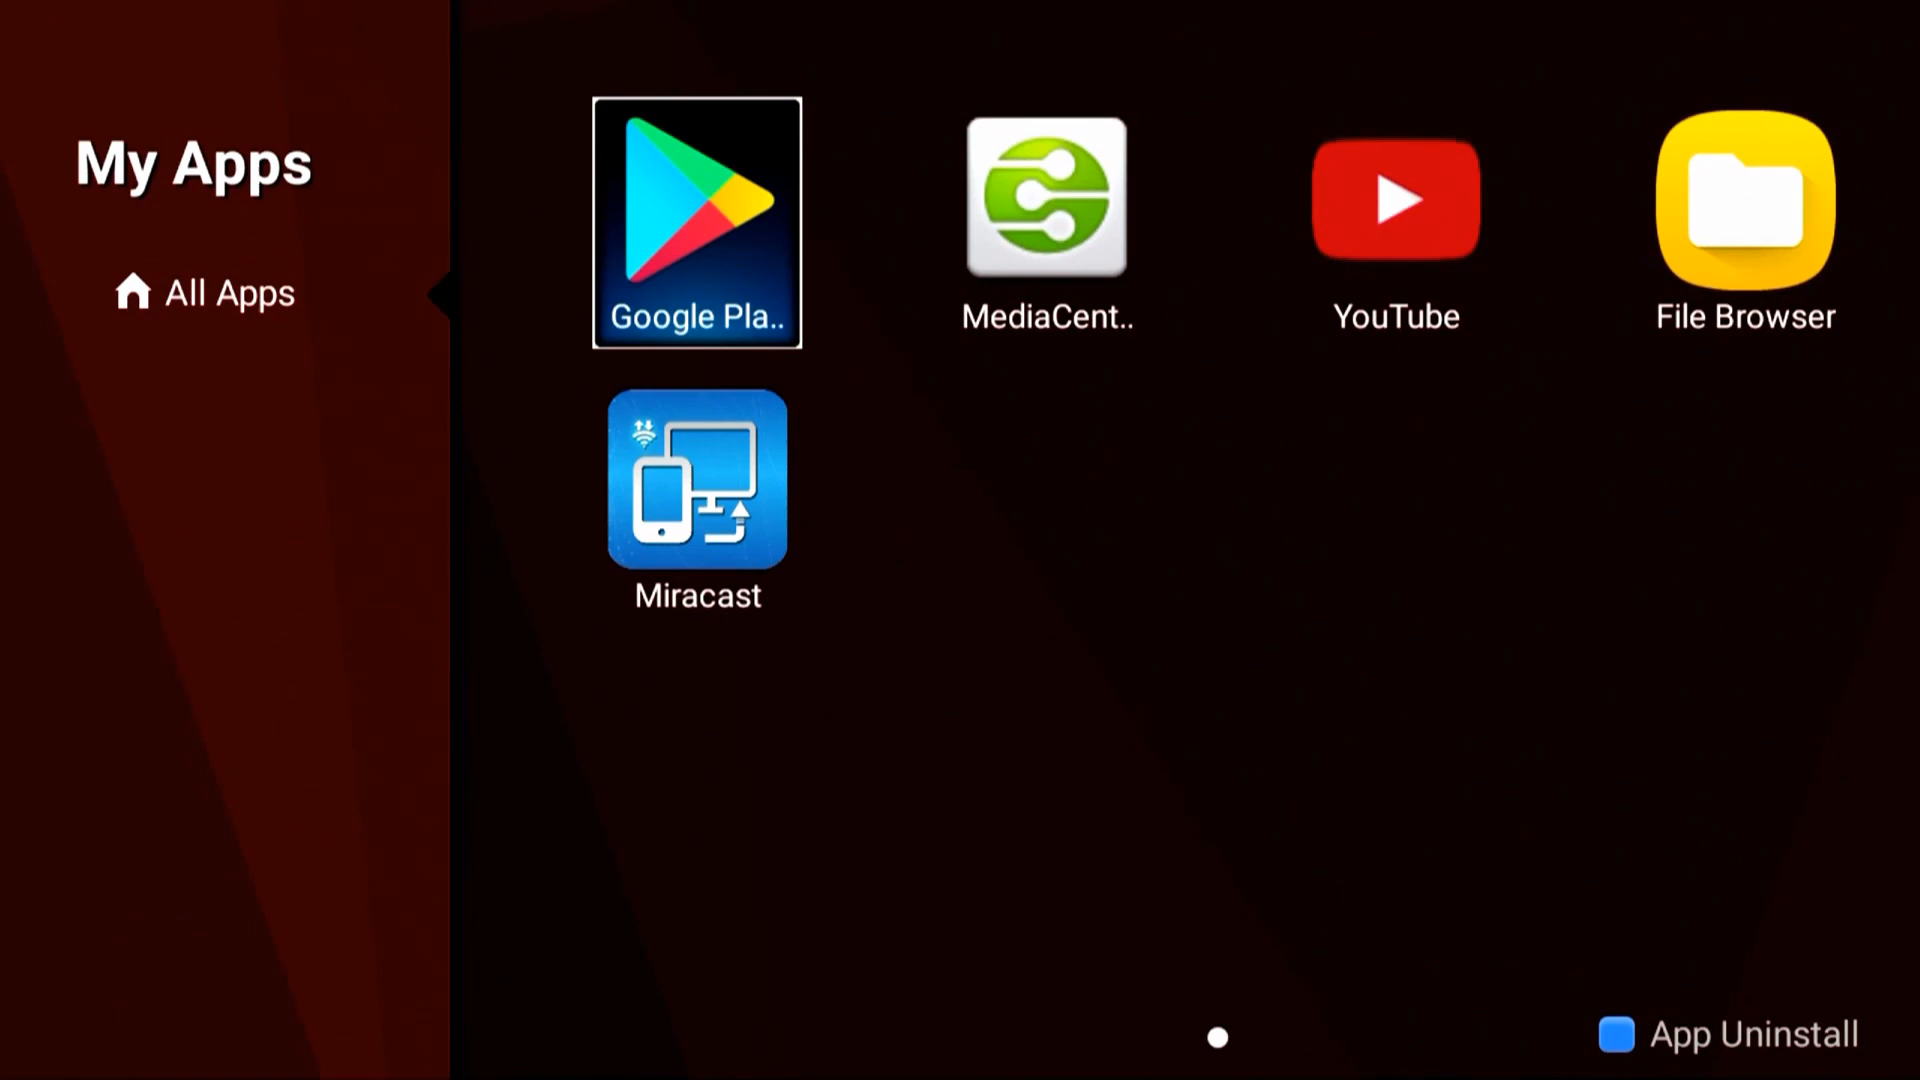 My Apps
All Apps
Google Pla..
MediaCent..
YouTube
File Browser
Miracast
App Uninstall